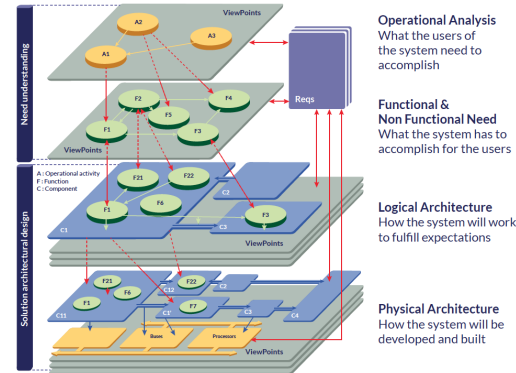 Need understanding
ViewPoints
A2
A1
A3
Operational Analysis
What the users of
the system need to
accomplish
Reqs
F2
F4
F5
F1
F3
ViewPoints
Functional &
Non Functional Need
What the system has to
accomplish for the users
Solution architectural design
A : Operational activity
F : Function
C : Component
F21
F22
C2
F1
F6
F3
C1
C3
ViewPoints
Logical Architecture
How the system will work
to fulfill expectations
F21
F6
F1
C11
F22
C12
C2
F7
C1'
C3
C4
Bases
Processors
ViewPoints
Physical Architecture
How the system will be
developed and built